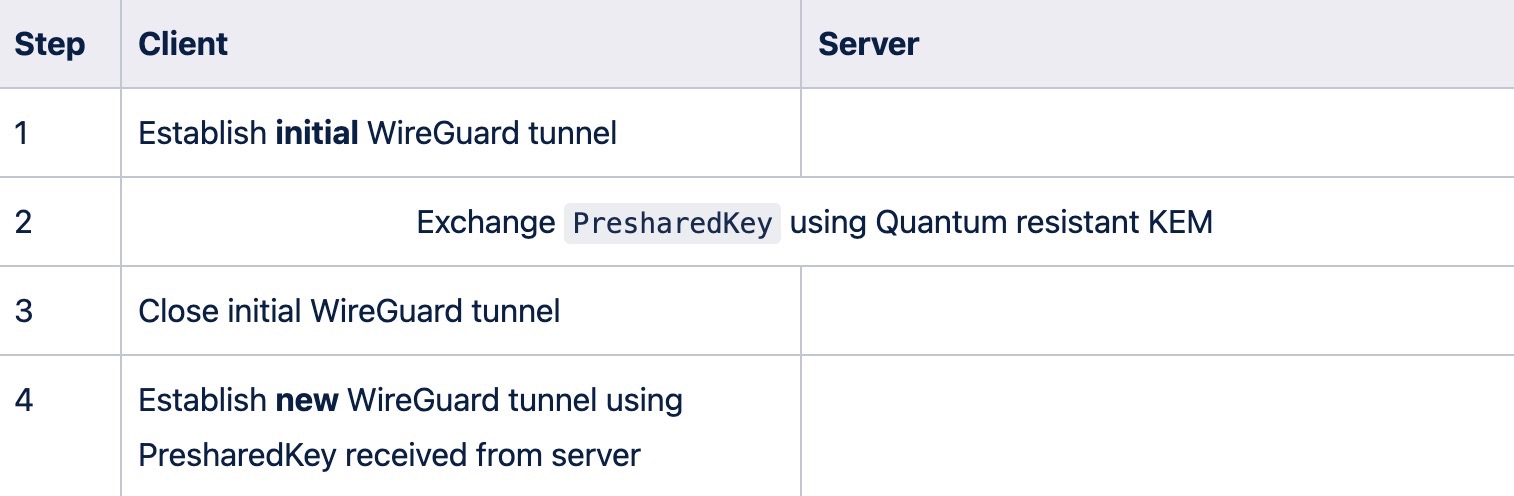 Step Client Server
1 Establish initial WireGuard tunnel
2 Exchange PresharedKey using Quantum resistant KEM
3 Close initial WireGuard tunnel
4 Establish new WireGuard tunnel using
PresharedKey received from server